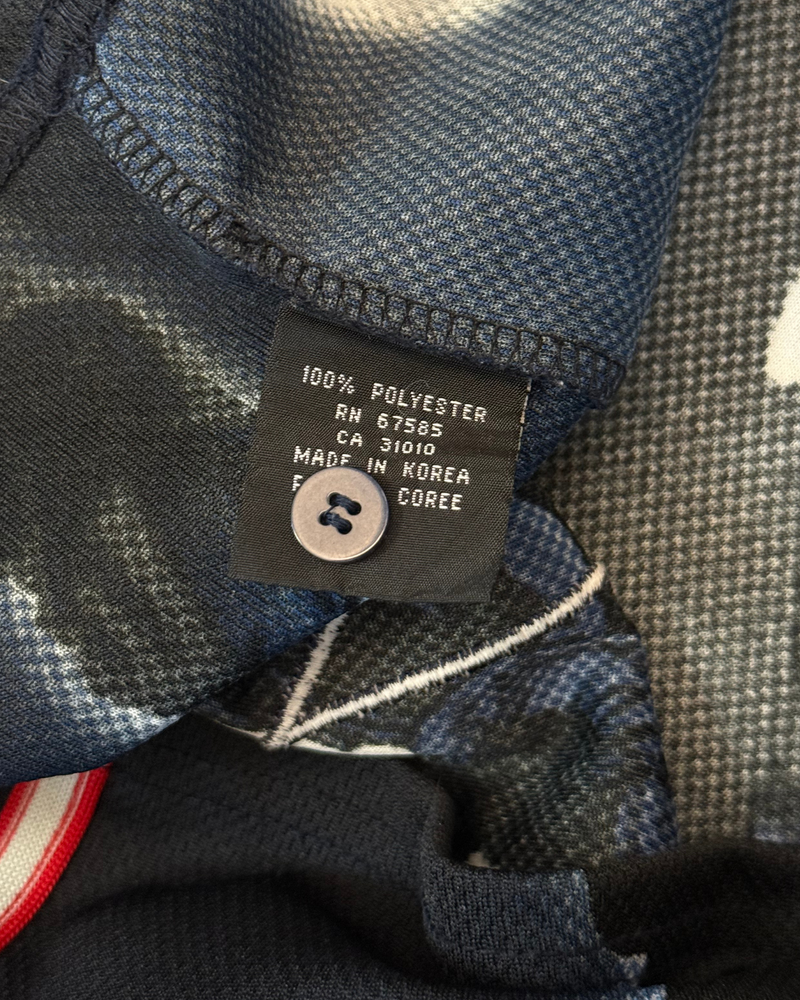 100% POLYESTER
RN 67585
CA 31010
MADE IN KOREA
COREE